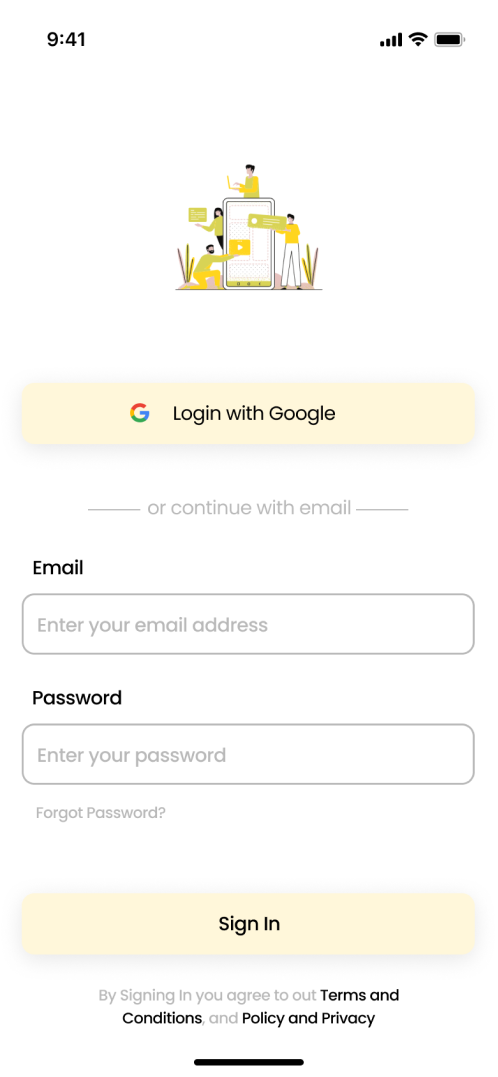 9:41
Login with Google
or continue with email
Email
Enter your email address
Password
Enter your password
Forgot Password?
Sign In
By Signing In you agree to out Terms and
Conditions, and Policy and Privacy